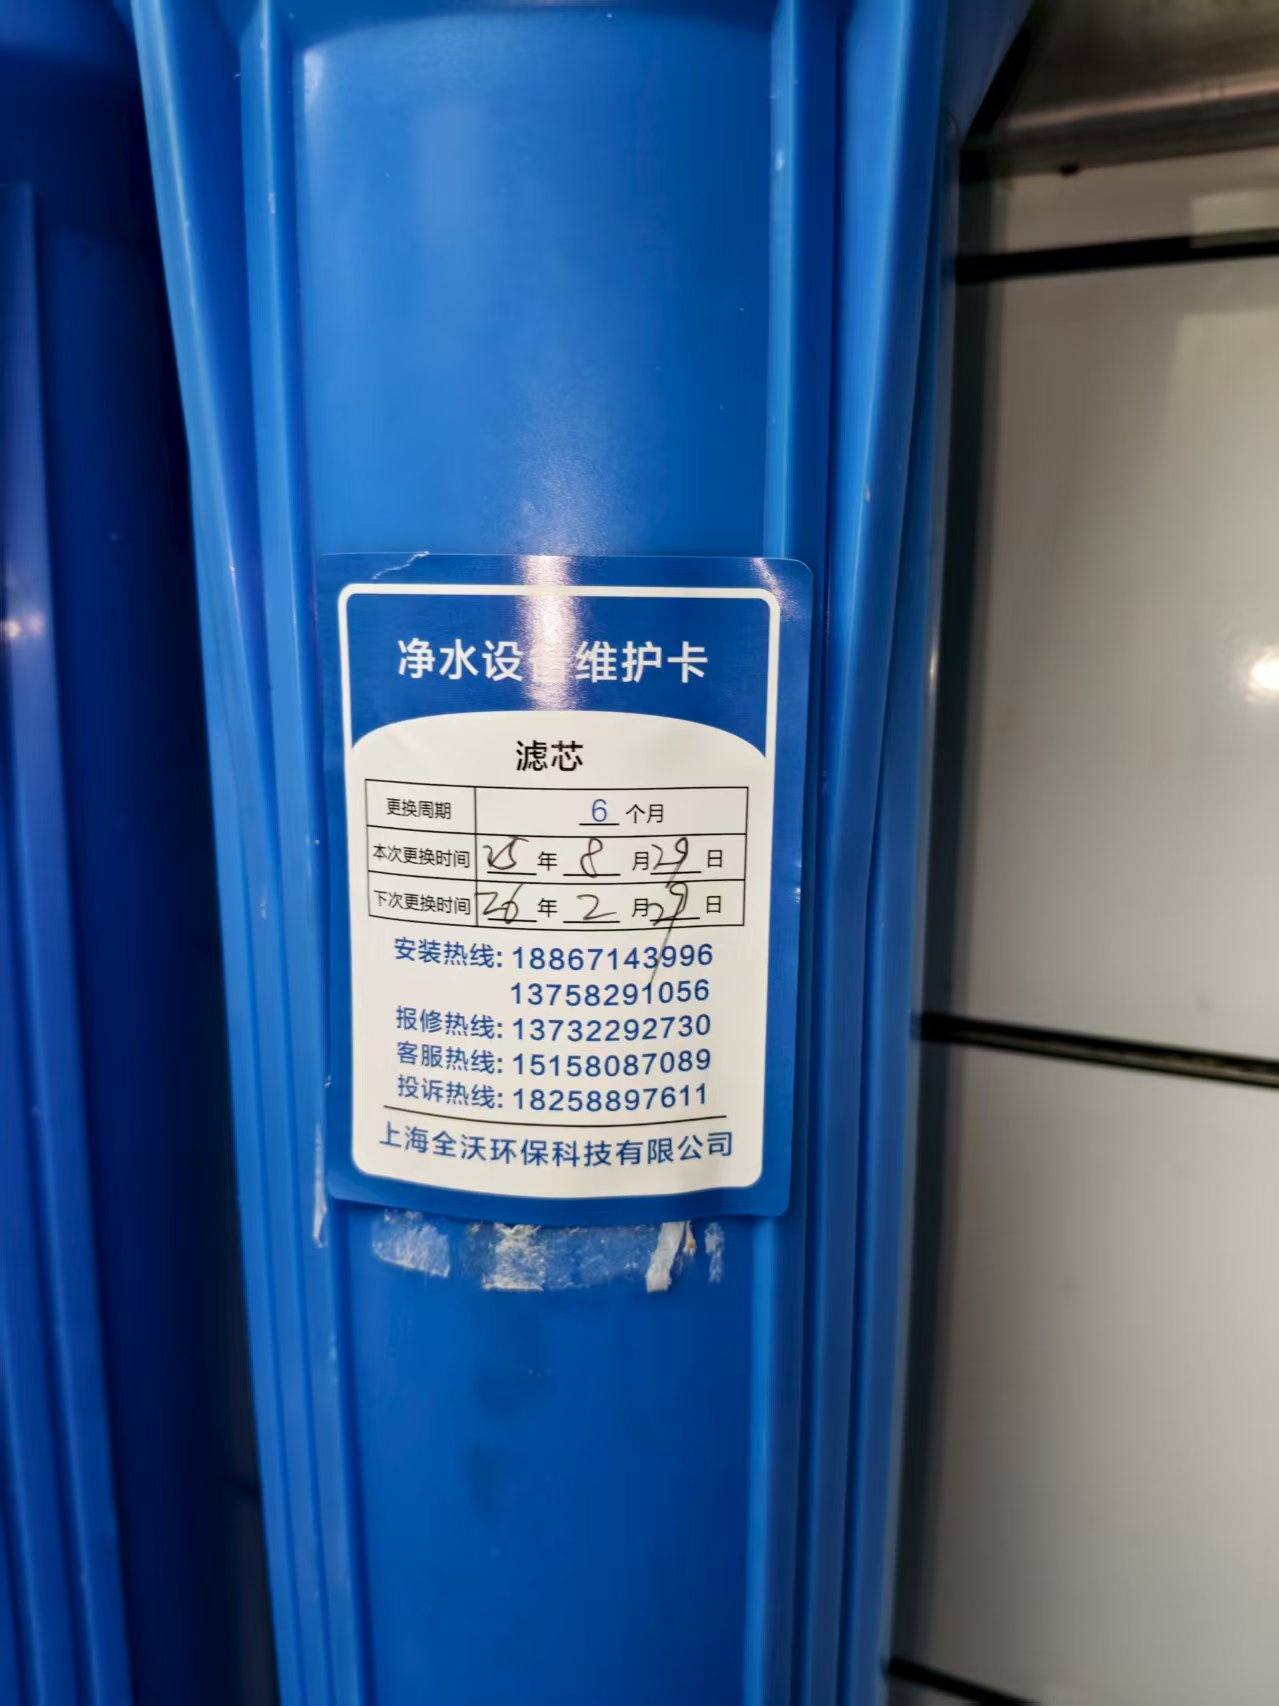 净水设备维护卡
滤芯
更换周期 6 个月
本次更换时间 25 年 8 月 29 日
下次更换时间 26 年 2 月 29 日
安装热线: 18867143996
13758291056
报修热线: 13732292730
客服热线: 15158087089
投诉热线: 18258897611
上海全沃环保科技有限公司